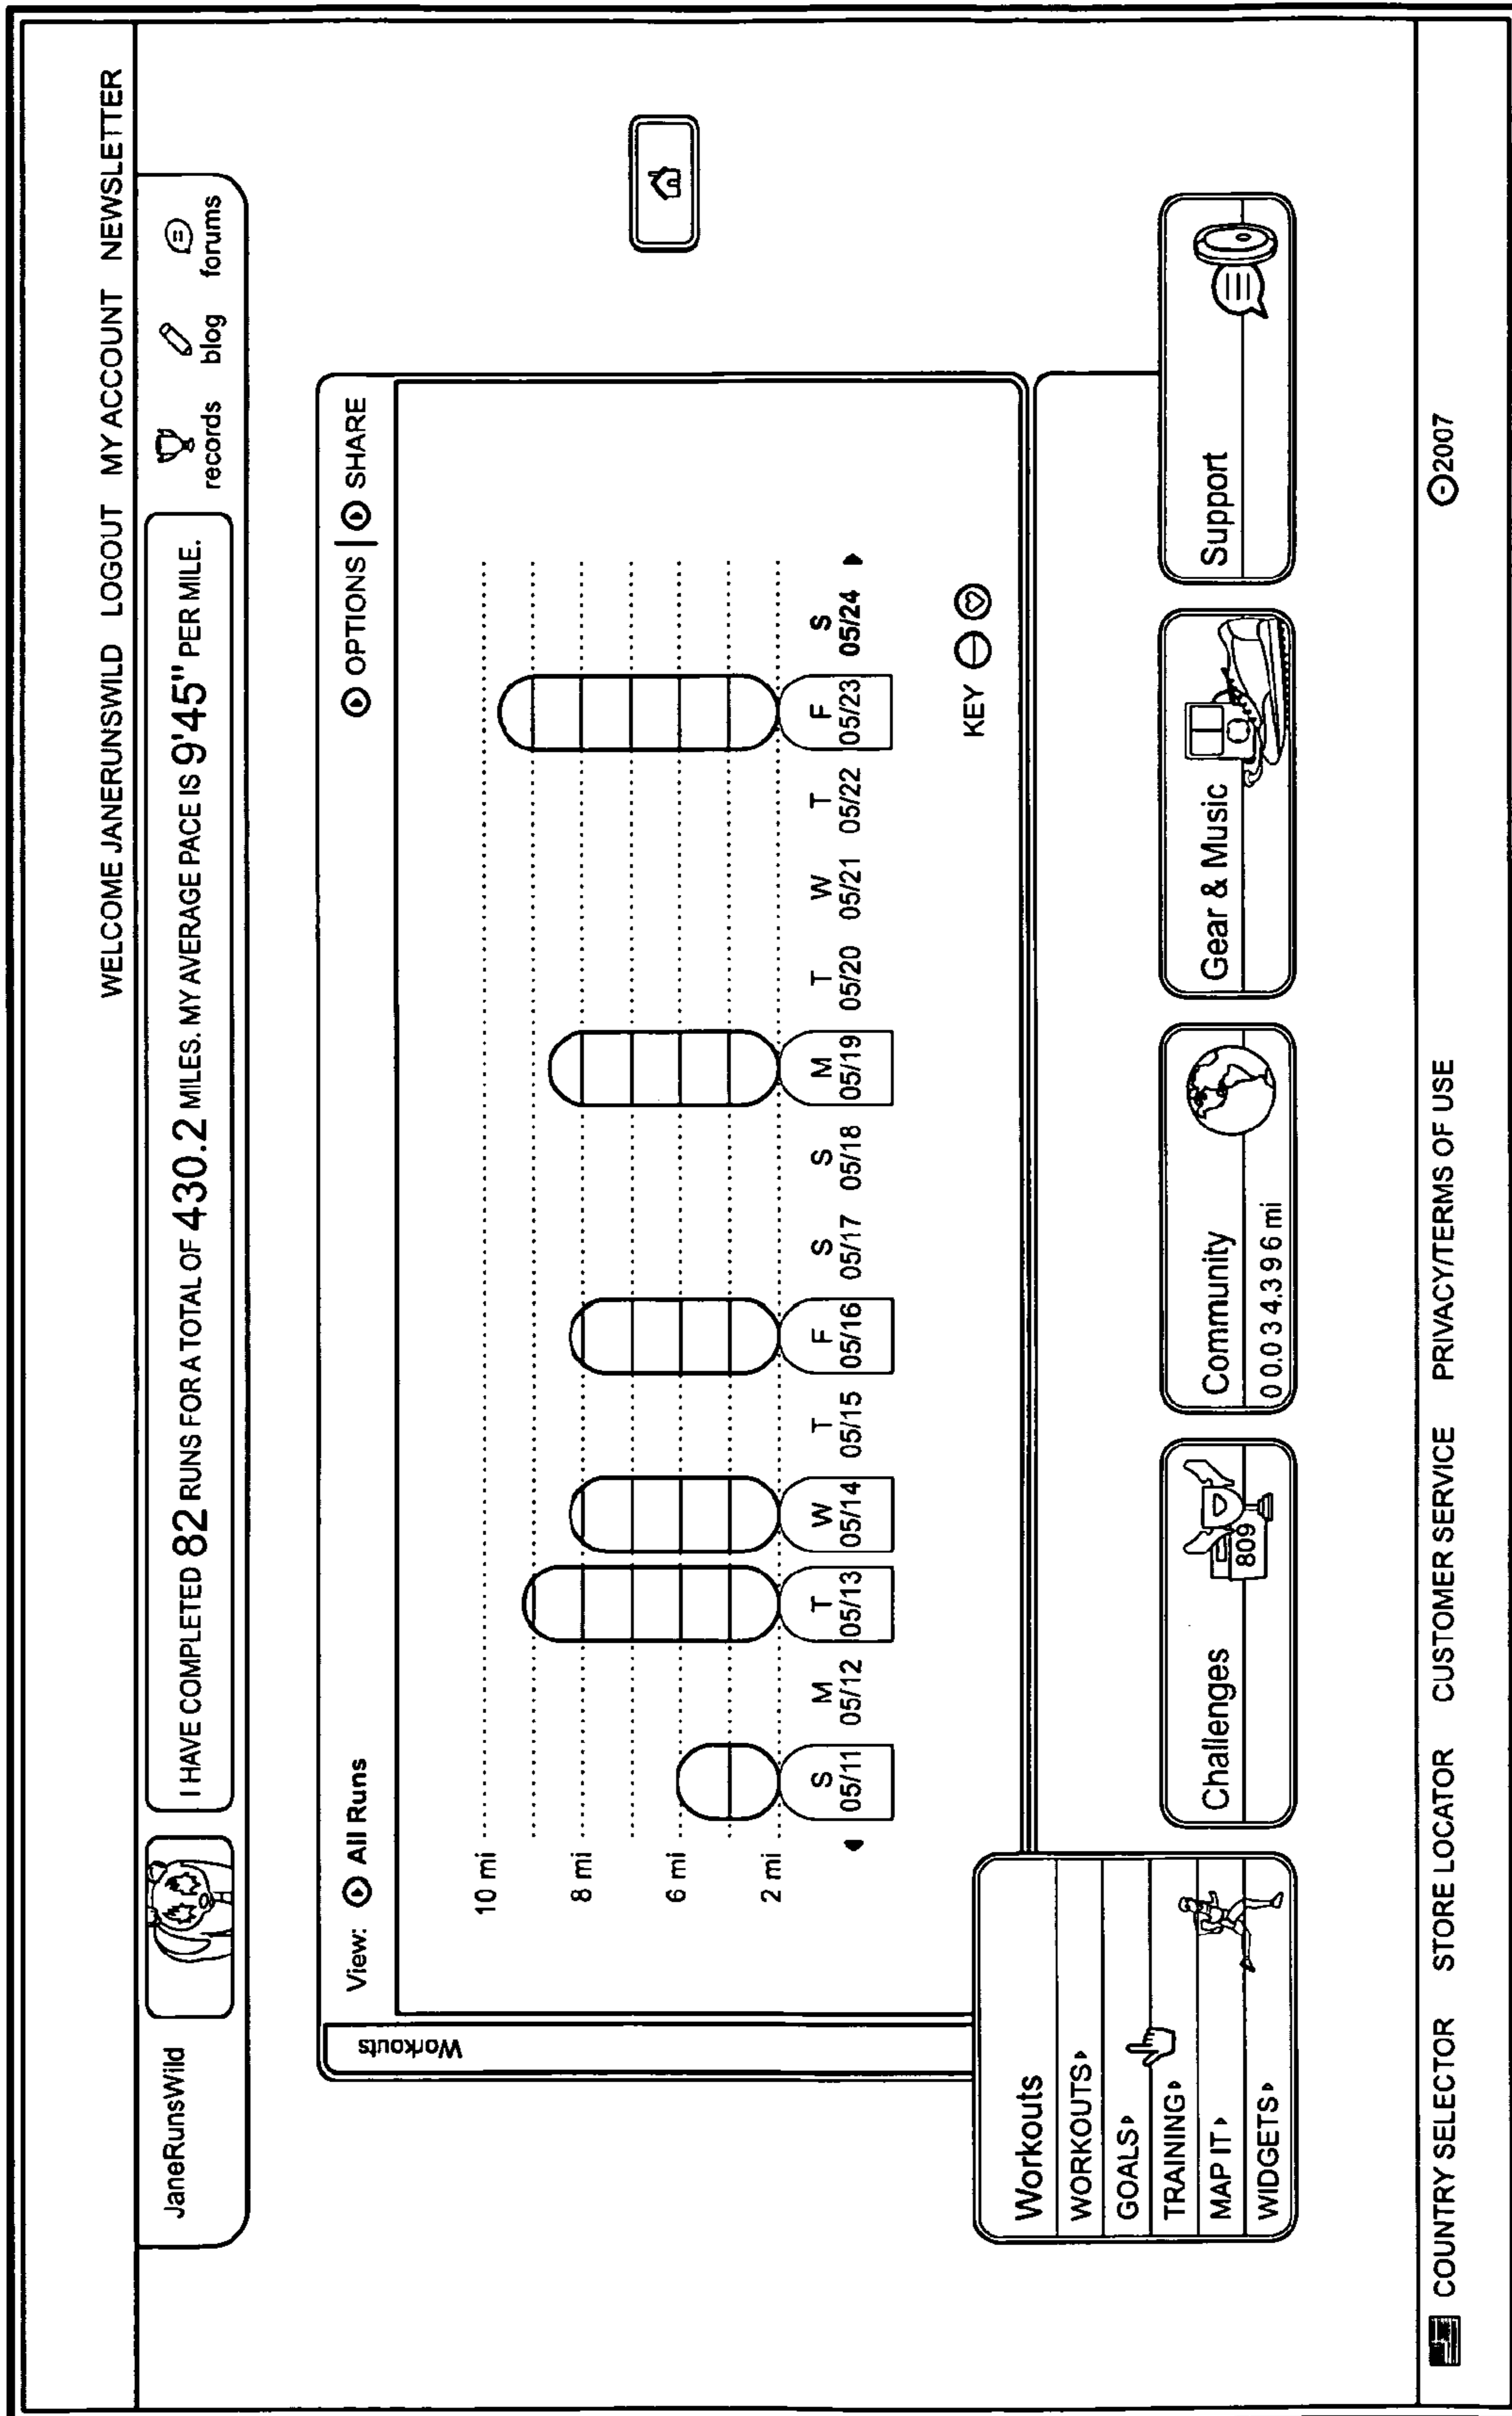 WELCOME JANERUNSWILD LOGOUT MY ACCOUNT NEWSLETTER
JaneRunsWild
I HAVE COMPLETED 82 RUNS FOR A TOTAL OF 430.2 MILES. MY AVERAGE PACE IS 9'45" PER MILE.
records blog forums
View: All Runs
OPTIONS | SHARE
Workouts
10 mi
8 mi
6 mi
2 mi
S M T W T F S S M T W T F S
05/11 05/12 05/13 05/14 05/15 05/16 05/17 05/18 05/19 05/20 05/21 05/22 05/23 05/24
KEY
Workouts
WORKOUTS
GOALS
TRAINING
MAP IT
WIDGETS
Challenges
809
Community
0 0.0 3 4.3 9 6 mi
Gear & Music
Support
COUNTRY SELECTOR STORE LOCATOR CUSTOMER SERVICE PRIVACY/TERMS OF USE
2007